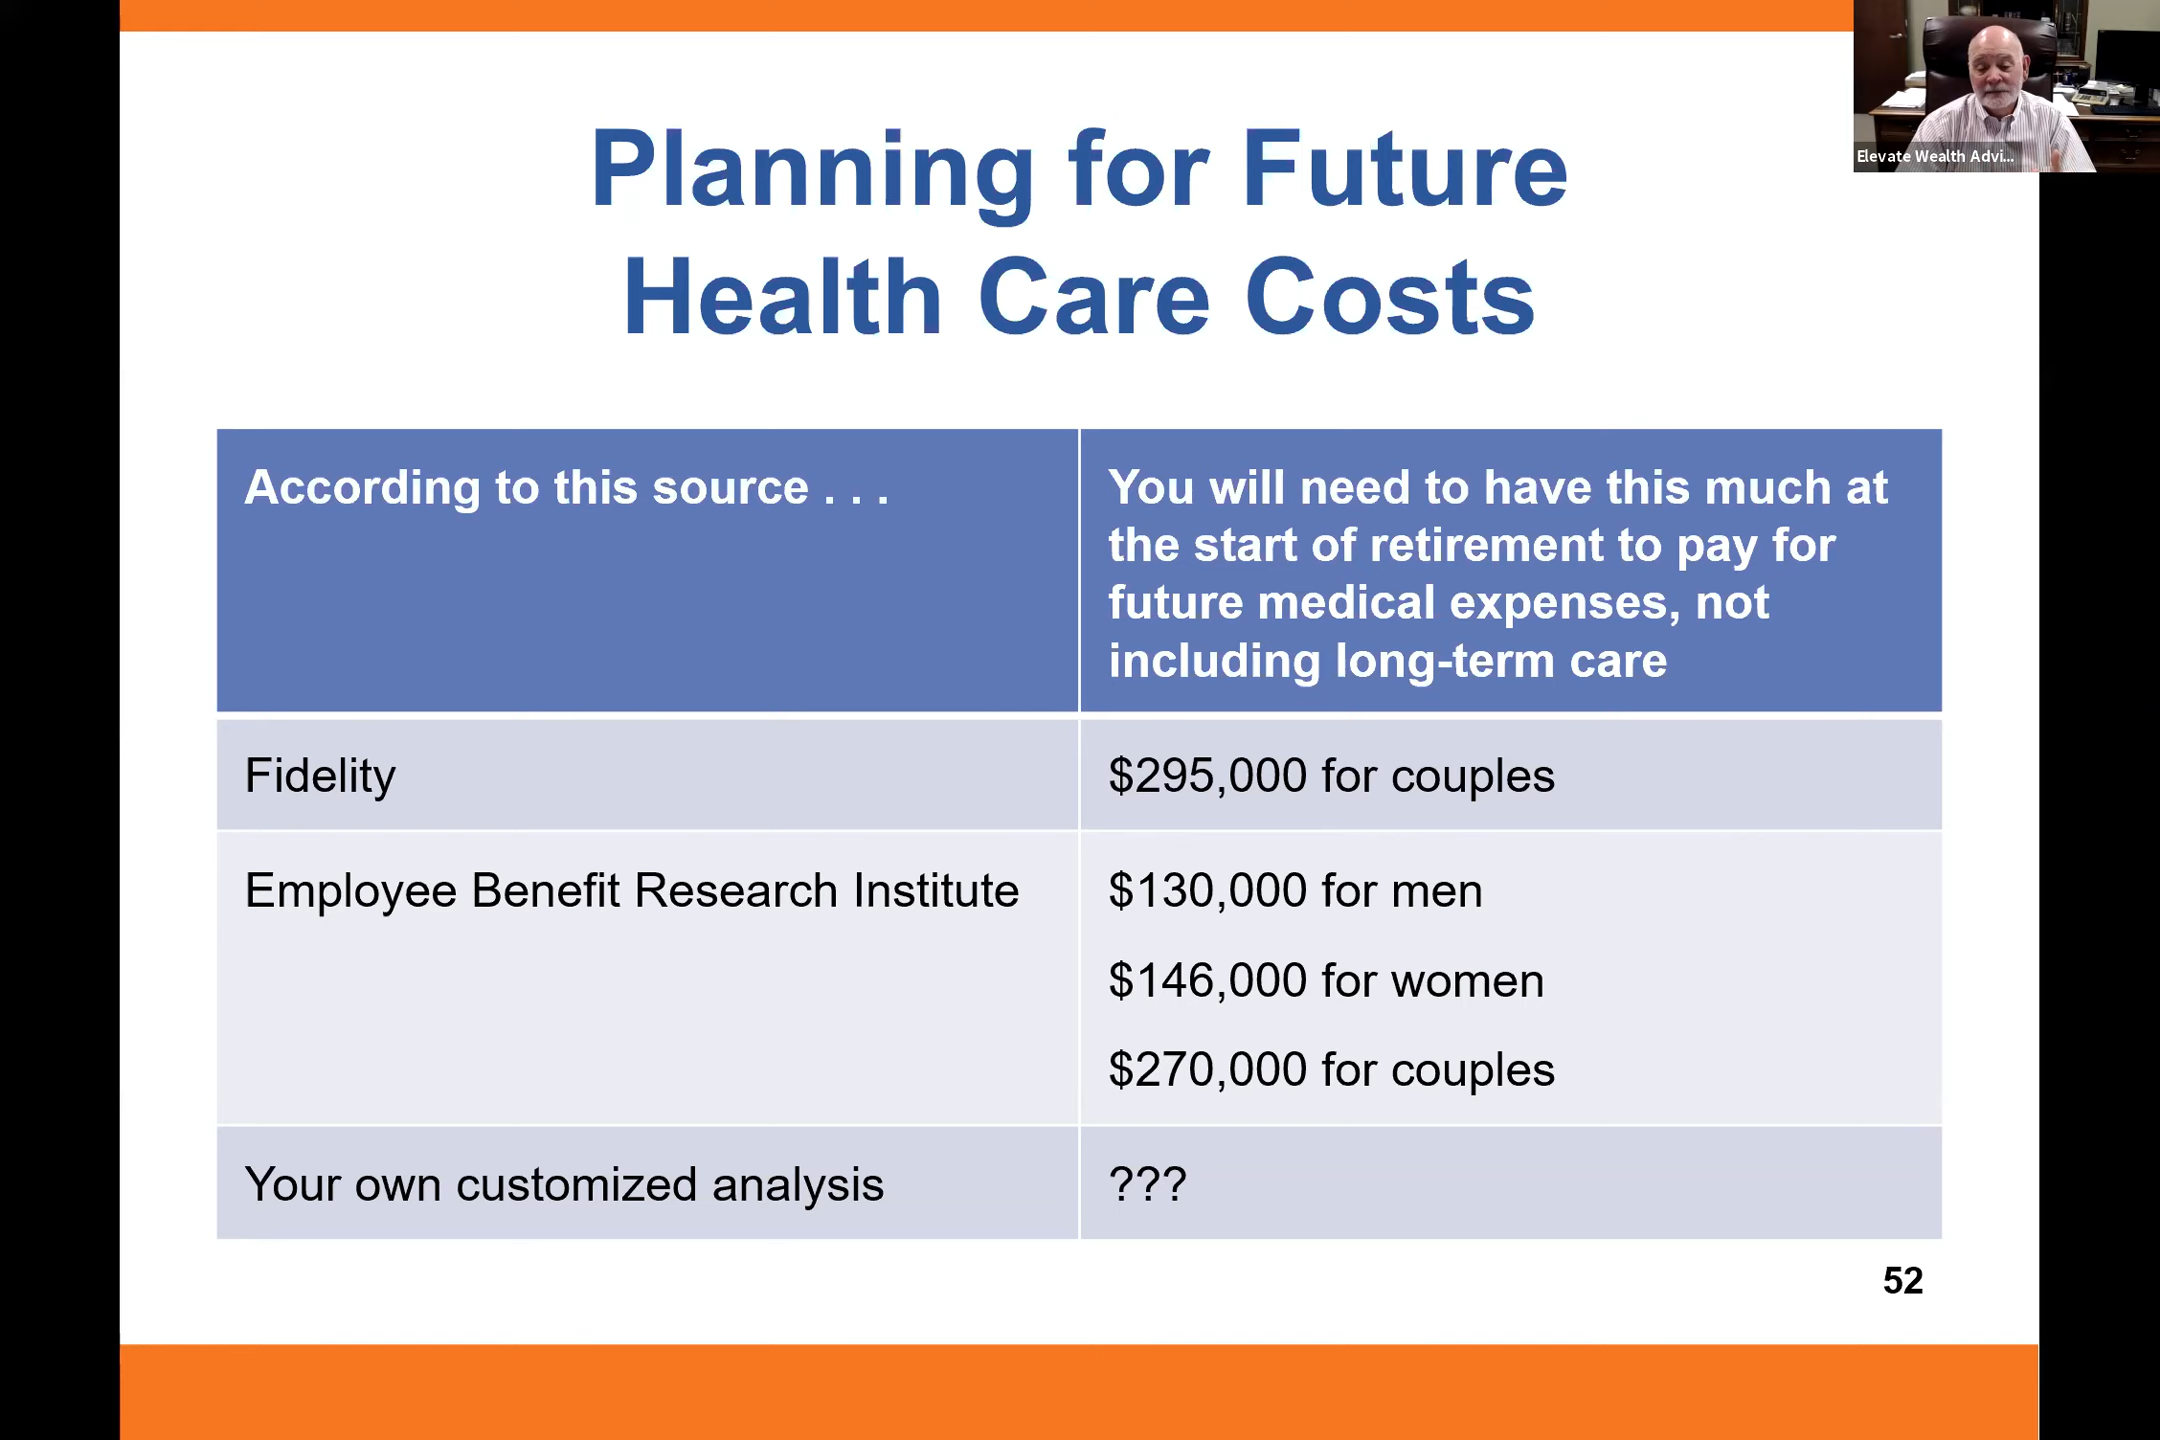 Elevate Wealth Advi...
Planning for Future
Health Care Costs
According to this source . . .
You will need to have this much at
the start of retirement to pay for
future medical expenses, not
including long-term care
Fidelity
$295,000 for couples
Employee Benefit Research Institute
$130,000 for men
$146,000 for women
$270,000 for couples
Your own customized analysis
???
52